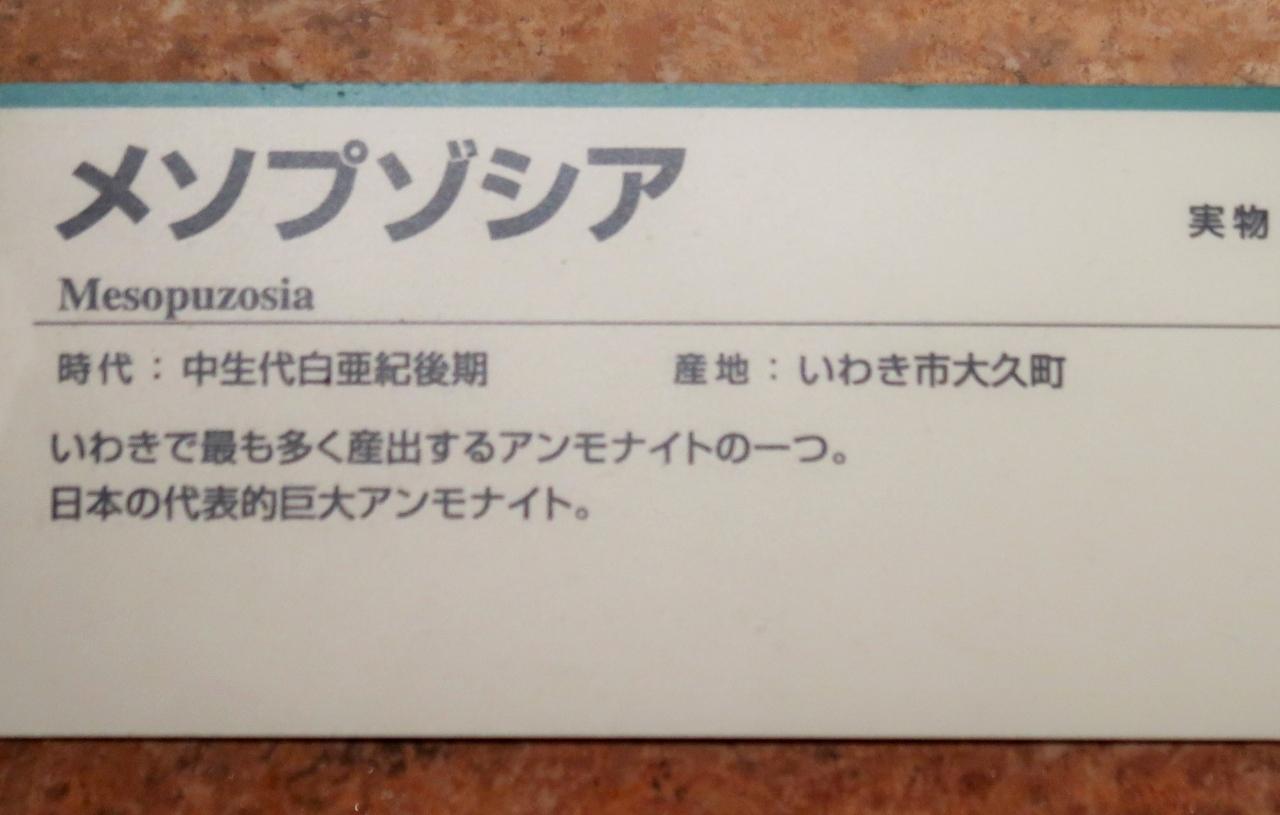 メソプゾシア
実物
Mesopuzosia
時代：中生代白亜紀後期
産地：いわき市大久町
いわきで最も多く産出するアンモナイトの一つ。
日本の代表的巨大アンモナイト。